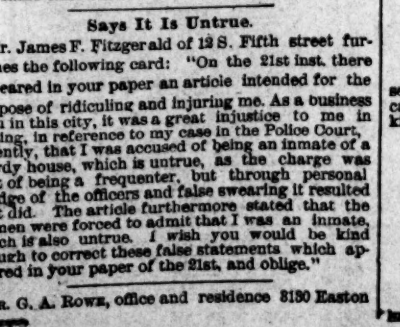 Says It Is Untrue.
r. James F. Fitzgerald of 12 S. Fifth street fur-
nes the following card: "On the 21st inst. there
eared in your paper an article intended for the
pose of ridiculing and injuring me. As a business
n in this city, it was a great injustice to me in
ing, in reference to my case in the Police Court,
ently, that I was accused of being an inmate of a
rdy house, which is untrue, as the charge was
t of being a frequenter, but through personal
dge of the officers and false swearing it resulted
t did. The article furthermore stated that the
men were forced to admit that I was an inmate,
ich is also untrue. I wish you would be kind
ugh to correct these false statements which ap-
red in your paper of the 21st, and oblige."
R. G. A. ROWE, office and residence 3130 Easton